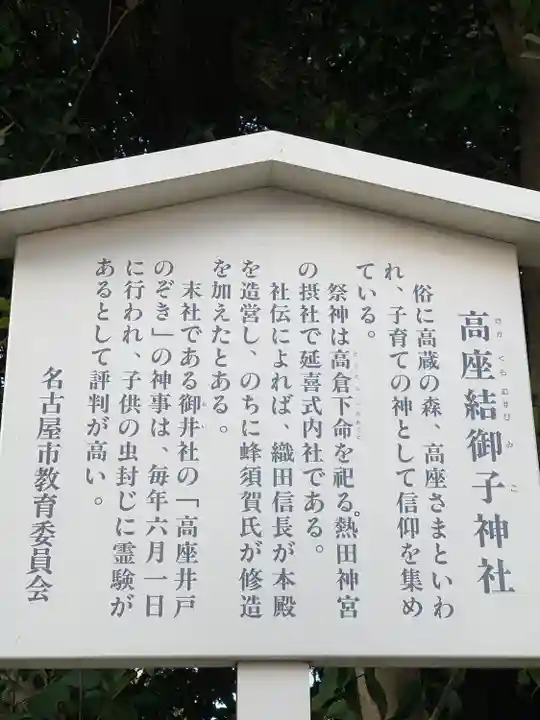 高座結御子神社
俗に高蔵の森、高座さまといわ
れ、子育ての神として信仰を集め
ている。
祭神は高倉下命を祀る。熱田神宮
の摂社で延喜式内社である。
社伝によれば、織田信長が本殿
を造営し、のちに峰須賀氏が修造
を加えたとある。
末社である御井社の「高座井戸
のぞき」の神事は、毎年六月一日
に行われ、子供の虫封じに霊験が
あるとして評判が高い。
名古屋市教育委員会